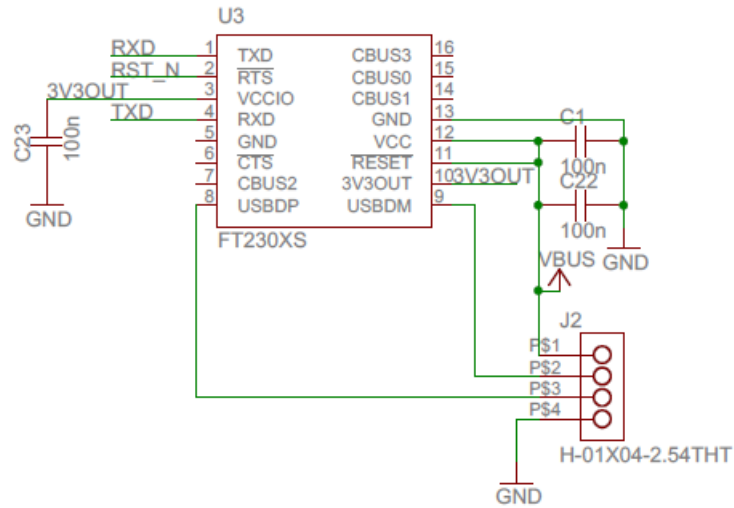 U3
RXD 1 TXD CBUS3 16
RST_N 2 RTS CBUS0 15
3V3OUT 3 VCCIO CBUS1 14
TXD 4 RXD GND 13 C1
5 GND VCC 12
6 CTS RESET 11 100n
7 CBUS2 3V3OUT 10 3V3OUT C22
8 USBDP USBDM 9
C23 100n
GND
FT230XS
100n
VBUS GND
J2
P$1
P$2
P$3
P$4
H-01X04-2.54THT
GND